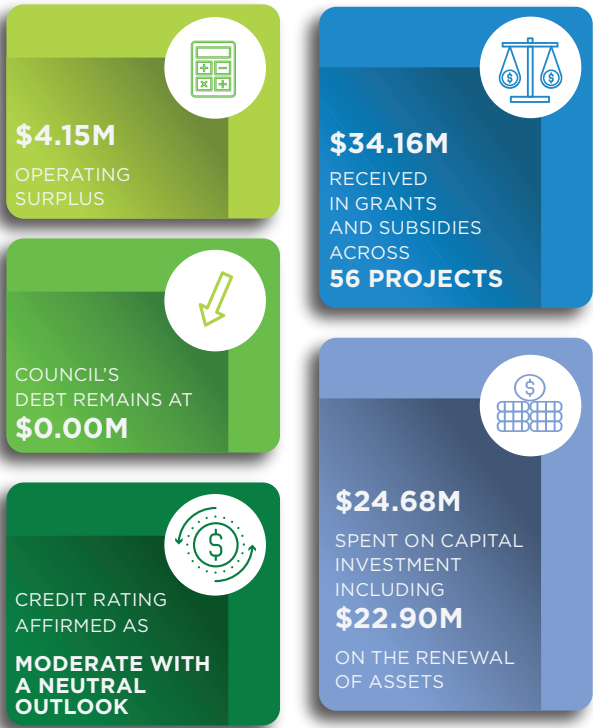 $4.15M
OPERATING
SURPLUS
COUNCIL'S
DEBT REMAINS AT
$0.00M
CREDIT RATING
AFFIRMED AS
MODERATE WITH
A NEUTRAL
OUTLOOK
$34.16M
RECEIVED
IN GRANTS
AND SUBSIDIES
ACROSS
56 PROJECTS
$24.68M
SPENT ON CAPITAL
INVESTMENT
INCLUDING
$22.90M
ON THE RENEWAL
OF ASSETS